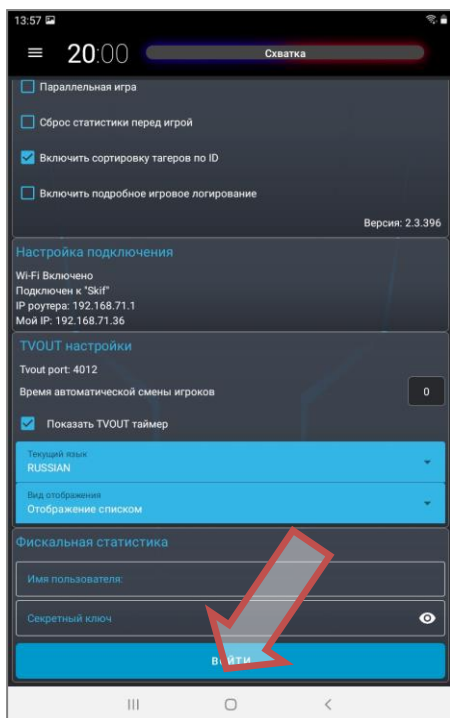 13:57
20:00 Схватка
Параллельная игра
Сброс статистики перед игрой
Включить сортировку тагеров по ID
Включить подробное игровое логирование
Версия: 2.3.396
Настройка подключения
Wi-Fi Включено
Подключен к "Skif"
IP роутера: 192.168.71.1
Мой IP: 192.168.71.36
TVOUT настройки
Tvout port: 4012
Время автоматической смены игроков 0
Показать TVOUT таймер
Текущий язык
RUSSIAN
Вид отображения
Отображение списком
Фискальная статистика
Имя пользователя:
Секретный ключ
ВОЙТИ